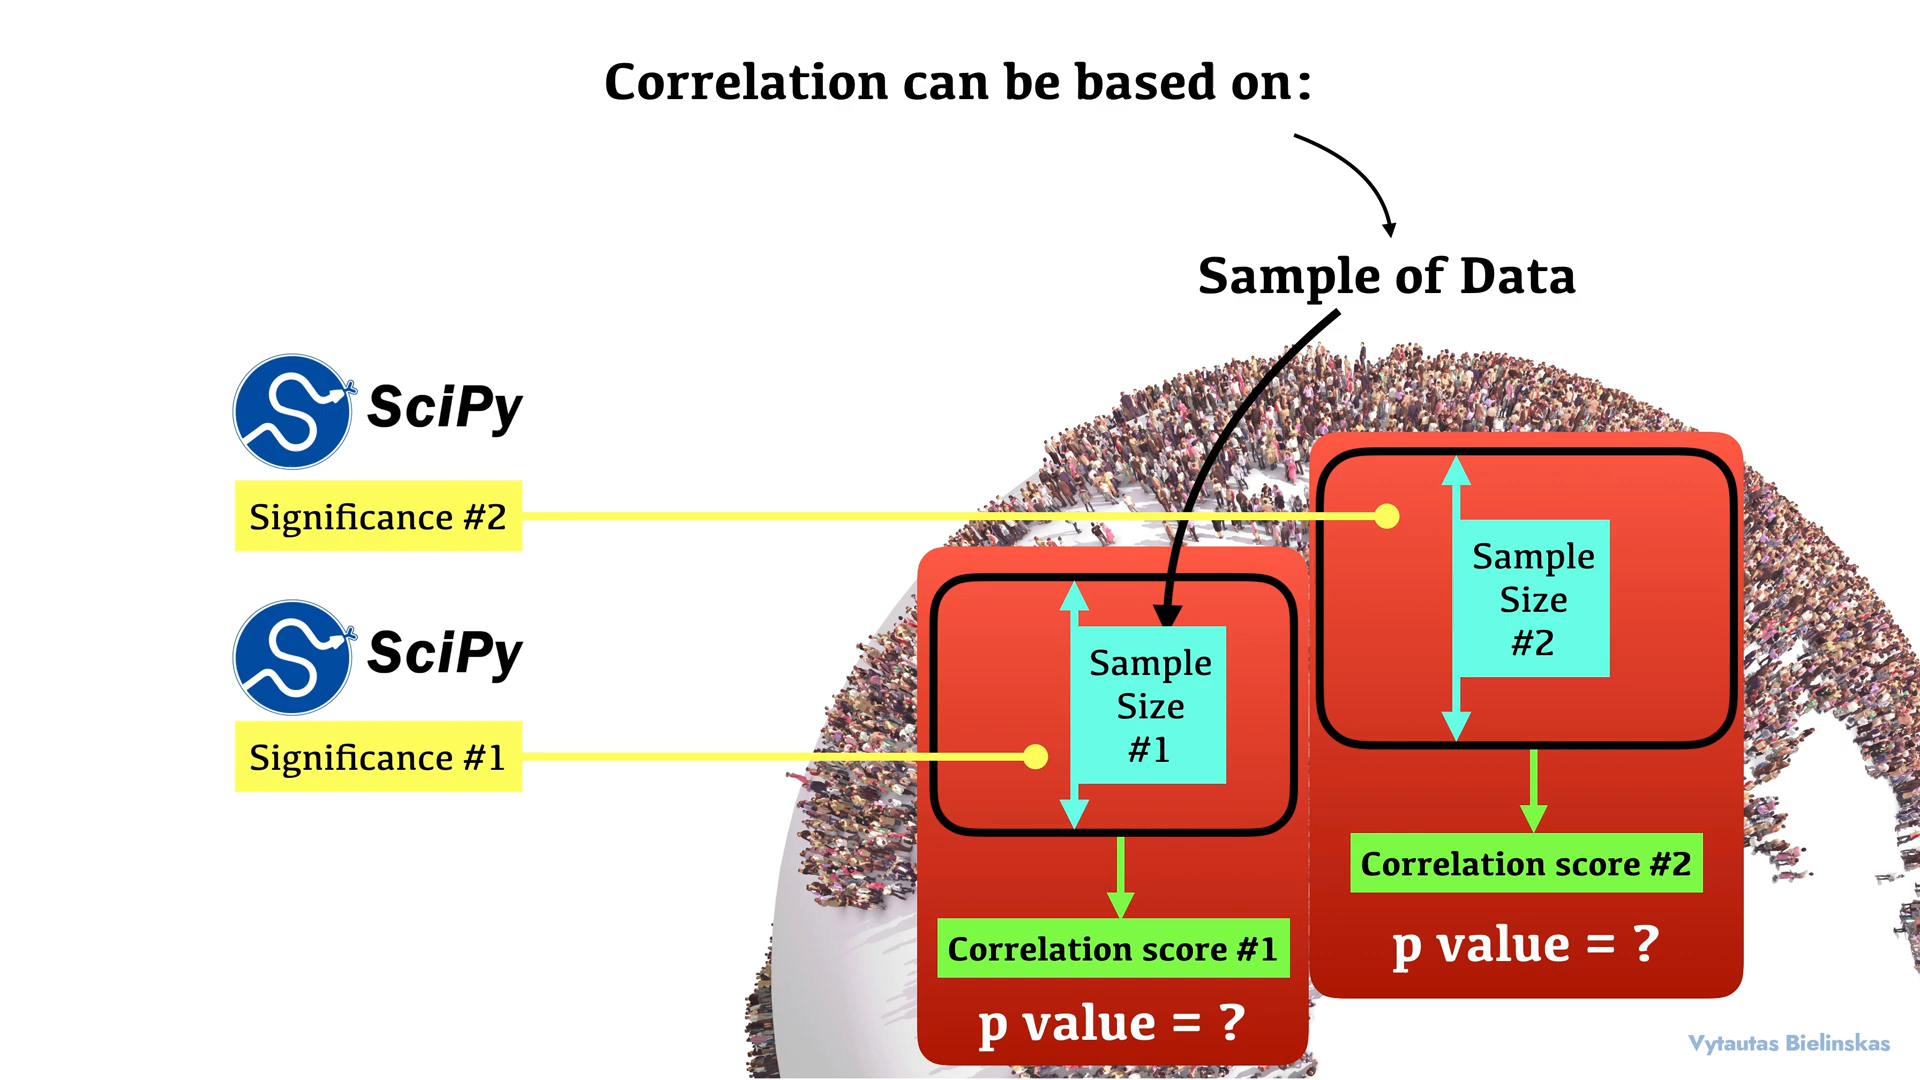 Correlation can be based on:
Sample of Data
SciPy
Significance #2
SciPy
Significance #1
Sample
Size
#1
Correlation score #1
p value = ?
Sample
Size
#2
Correlation score #2
p value = ?
Vytautas Bielinskas